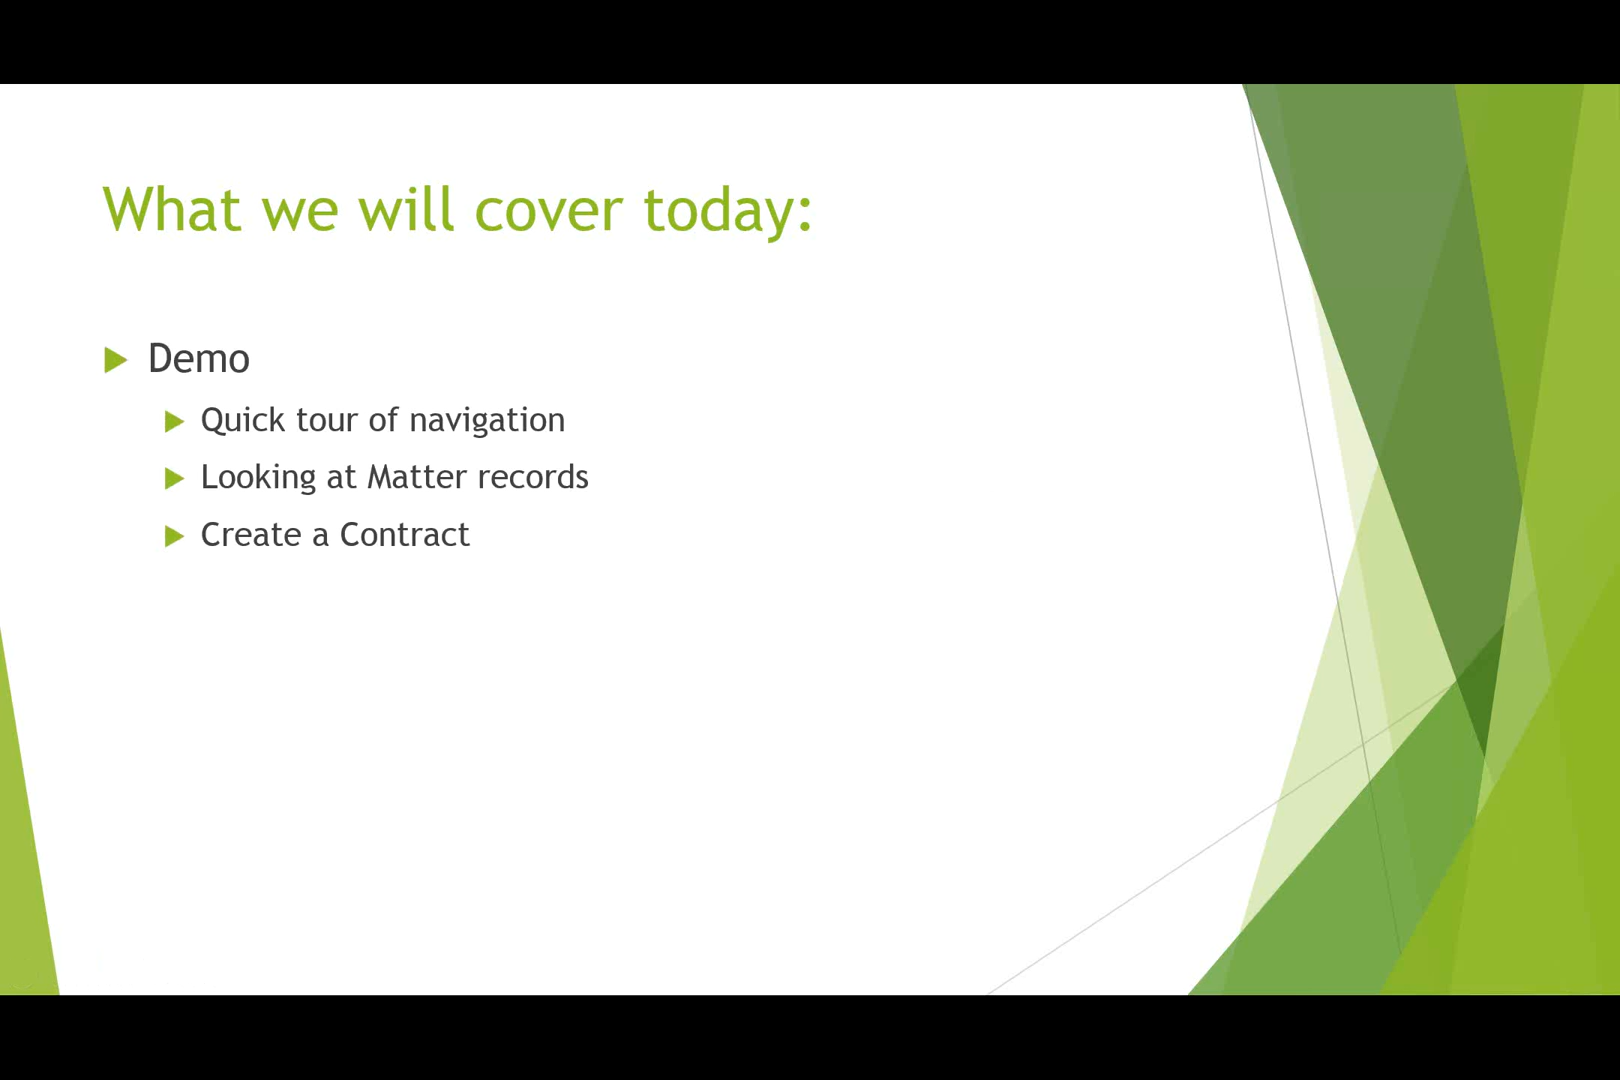 What we will cover today:
Demo
Quick tour of navigation
Looking at Matter records
Create a Contract